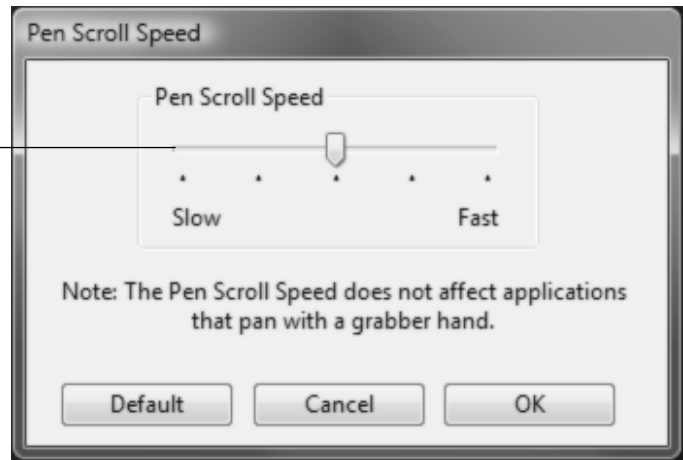 Pen Scroll Speed
Pen Scroll Speed
Slow Fast
Note: The Pen Scroll Speed does not affect applications
that pan with a grabber hand.
Default Cancel OK